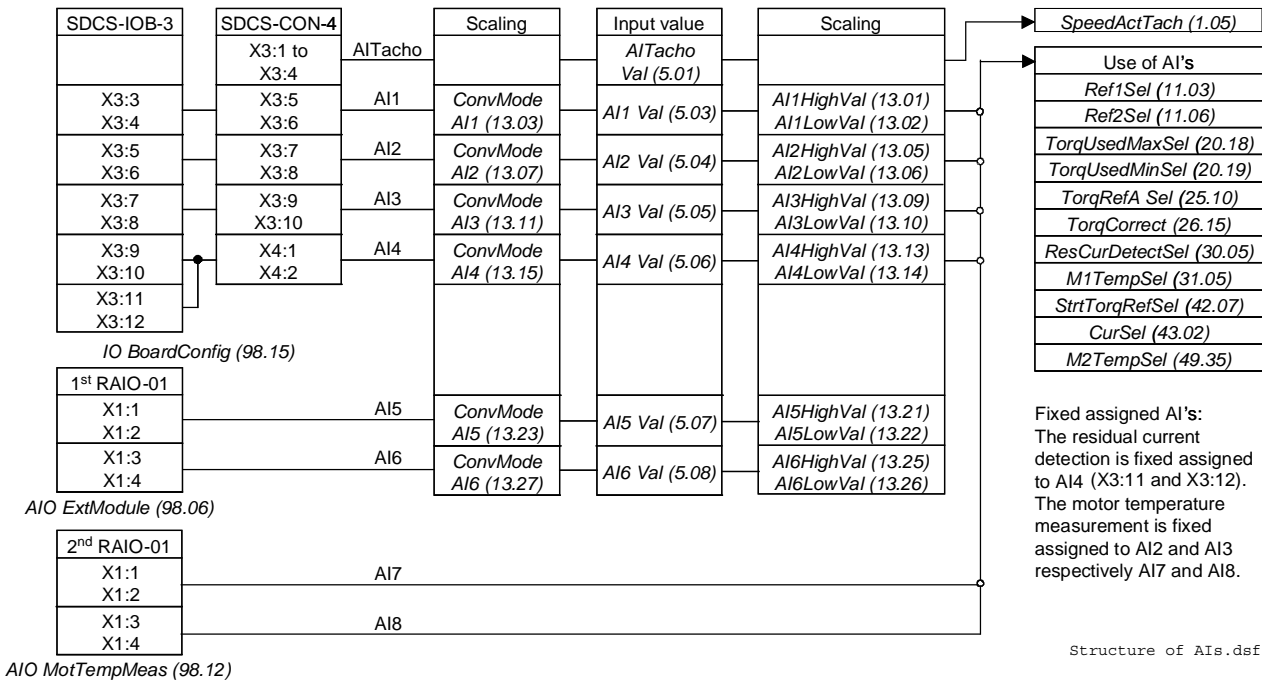 SDCS-IOB-3
SDCS-CON-4
Scaling
Input value
Scaling
SpeedActTach (1.05)
X3:1 to
X3:4
AITacho
AITacho
Val (5.01)
Use of AI's
X3:3
X3:4
X3:5
X3:6
AI1
ConvMode
AI1 (13.03)
AI1 Val (5.03)
AI1HighVal (13.01)
AI1LowVal (13.02)
Ref1Sel (11.03)
Ref2Sel (11.06)
X3:5
X3:6
X3:7
X3:8
AI2
ConvMode
AI2 (13.07)
AI2 Val (5.04)
AI2HighVal (13.05)
AI2LowVal (13.06)
TorqUsedMaxSel (20.18)
TorqUsedMinSel (20.19)
X3:7
X3:8
X3:9
X3:10
AI3
ConvMode
AI3 (13.11)
AI3 Val (5.05)
AI3HighVal (13.09)
AI3LowVal (13.10)
TorqRefA Sel (25.10)
TorqCorrect (26.15)
X3:9
X3:10
X4:1
X4:2
AI4
ConvMode
AI4 (13.15)
AI4 Val (5.06)
AI4HighVal (13.13)
AI4LowVal (13.14)
ResCurDetectSel (30.05)
M1TempSel (31.05)
X3:11
X3:12
StrtTorqRefSel (42.07)
CurSel (43.02)
M2TempSel (49.35)
IO BoardConfig (98.15)
1st RAIO-01
X1:1
X1:2
AI5
ConvMode
AI5 (13.23)
AI5 Val (5.07)
AI5HighVal (13.21)
AI5LowVal (13.22)
X1:3
X1:4
AI6
ConvMode
AI6 (13.27)
AI6 Val (5.08)
AI6HighVal (13.25)
AI6LowVal (13.26)
AIO ExtModule (98.06)
Fixed assigned AI's:
The residual current
detection is fixed assigned
to AI4 (X3:11 and X3:12).
The motor temperature
measurement is fixed
assigned to AI2 and AI3
respectively AI7 and AI8.
2nd RAIO-01
X1:1
X1:2
AI7
X1:3
X1:4
AI8
AIO MotTempMeas (98.12)
Structure of AIs.dsf